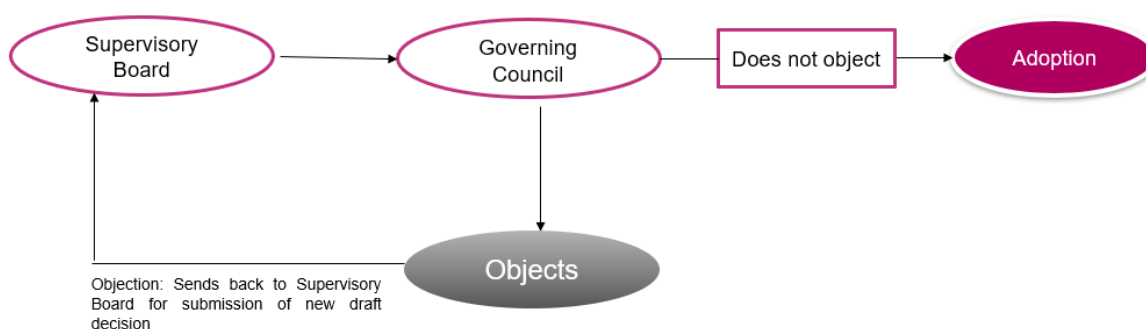 Supervisory
Board
Governing
Council
Does not object
Adoption
Objects
Objection: Sends back to Supervisory
Board for submission of new draft
decision